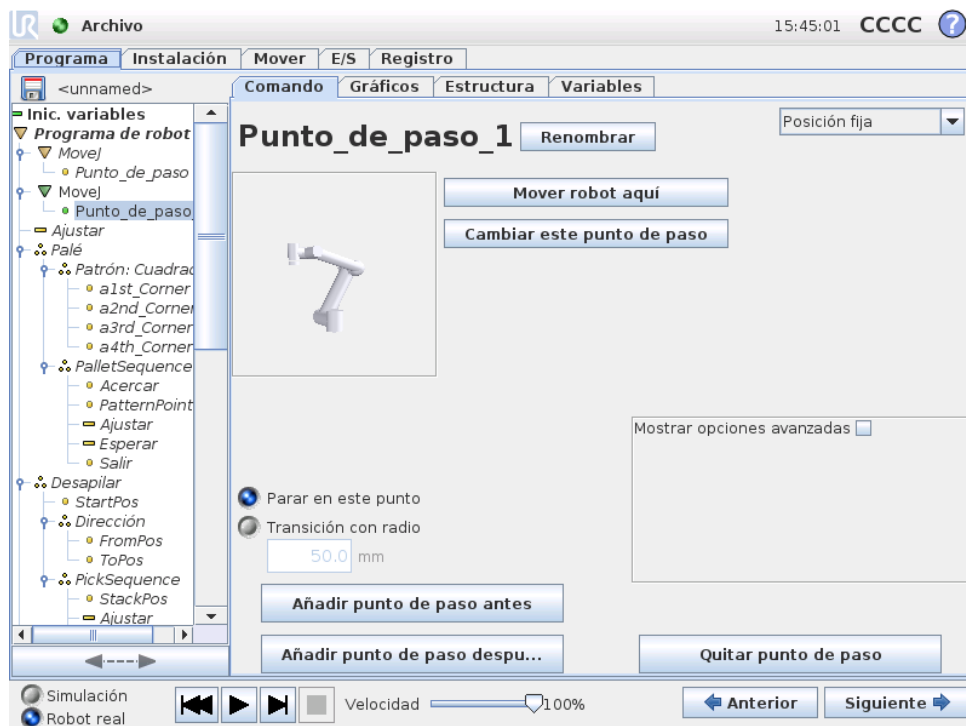 UR Archivo 15:45:01 CCCC ?
Programa Instalación Mover E/S Registro
<unnamed>
Comando Gráficos Estructura Variables
Inic. variables
Programa de robot
MoveJ
Punto_de_paso
MoveJ
Punto_de_paso_
Ajustar
Palé
Patrón: Cuadrac
a1st_Corner
a2nd_Corner
a3rd_Corner
a4th_Corner
PalletSequence
Acercar
PatternPoint
Ajustar
Esperar
Salir
Desapilar
StartPos
Dirección
FromPos
ToPos
PickSequence
StackPos
Ajustar
Punto_de_paso_1
Renombrar
Posición fija
Mover robot aquí
Cambiar este punto de paso
Mostrar opciones avanzadas
Parar en este punto
Transición con radio
50.0 mm
Añadir punto de paso antes
Añadir punto de paso despu...
Quitar punto de paso
Simulación
Robot real
Velocidad 100%
Anterior
Siguiente